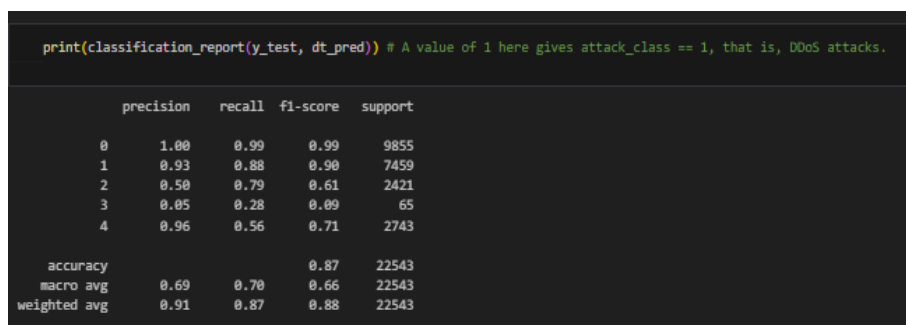 print(classification_report(y_test, dt_pred)) # A value of 1 here gives attack_class == 1, that is, DDoS attacks.
precision recall f1-score support
0 1.00 0.99 0.99 9855
1 0.93 0.88 0.90 7459
2 0.50 0.79 0.61 2421
3 0.05 0.28 0.09 65
4 0.96 0.56 0.71 2743
accuracy 0.87 22543
macro avg 0.69 0.70 0.66 22543
weighted avg 0.91 0.87 0.88 22543